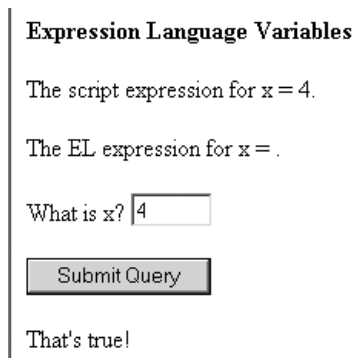 Expression Language Variables
The script expression for x = 4.
The EL expression for x = .
What is x? 4
Submit Query
That's true!